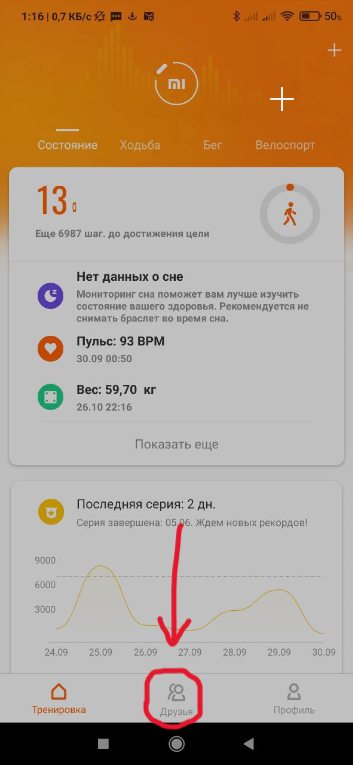 1:16 | 0,7 КБ/с
50%
mi
Состояние Ходьба Бег Велоспорт
13
Еще 6987 шаг. до достижения цели
Нет данных о сне
Мониторинг сна поможет вам лучше изучить
состояние вашего здоровья. Рекомендуется не
снимать браслет во время сна.
Пульс: 93 BPM
30.09 00:50
Вес: 59,70 кг
26.10 22:16
Показать еще
Последняя серия: 2 дн.
Серия завершена: 05.06. Ждем новых рекордов!
9000
6000
3000
24.09 25.09 26.09 27.09 28.09 29.09 30.09
Тренировка Друзья Профиль